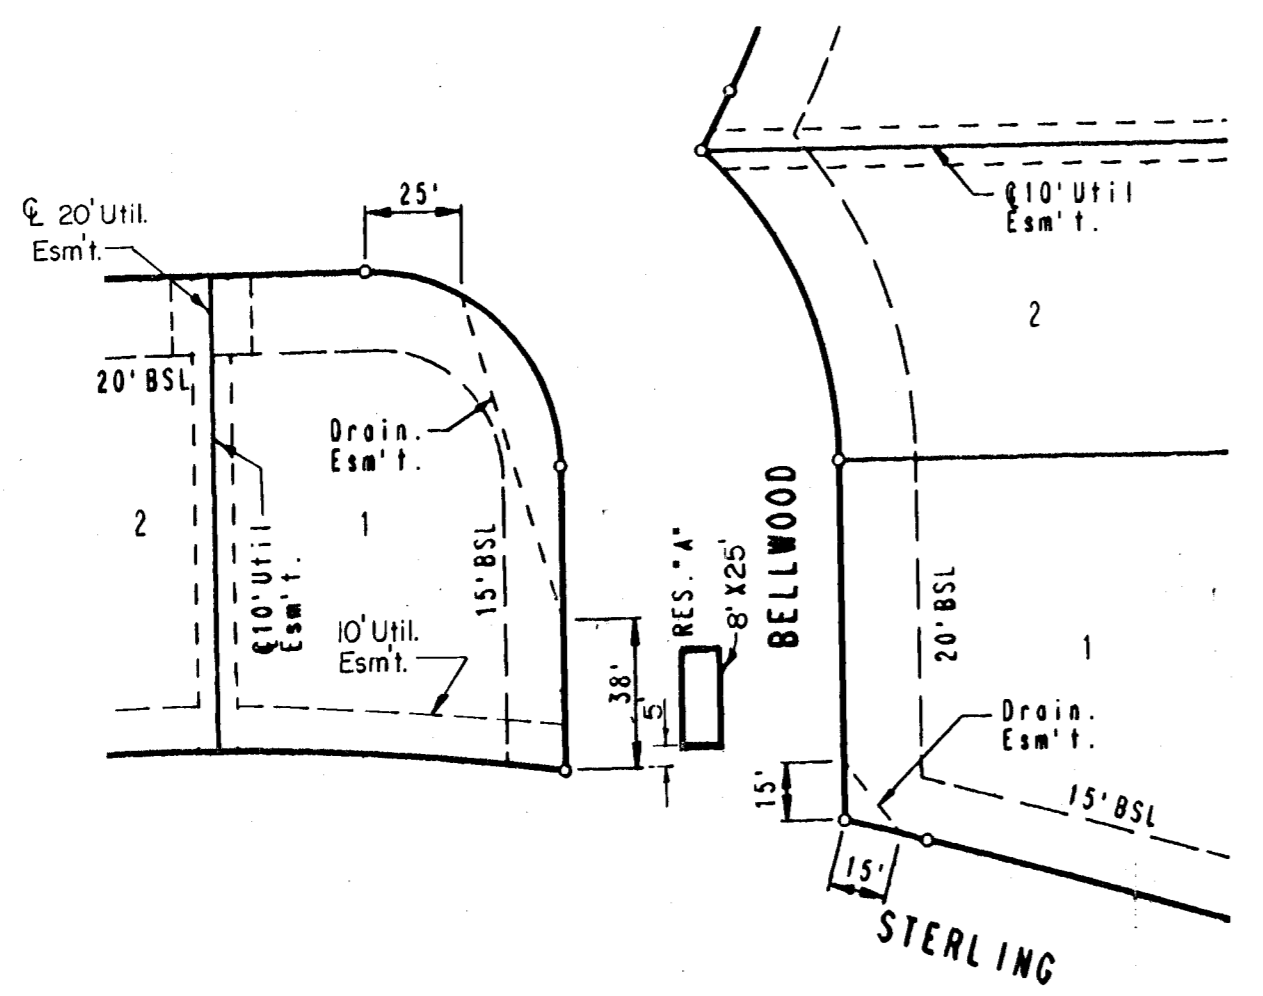 25'
℄ 20' Util.
Esm't.
℄10' Util
Esm't.
2
20' BSL
Drain.
Esm't.
2
1
15' BSL
℄10' Util
Esm't.
10' Util.
Esm't.
38'
5'
RES. "A"
8' X 25'
BELLWOOD
20' BSL
1
Drain.
Esm't.
15'
15' BSL
15'
STERLING